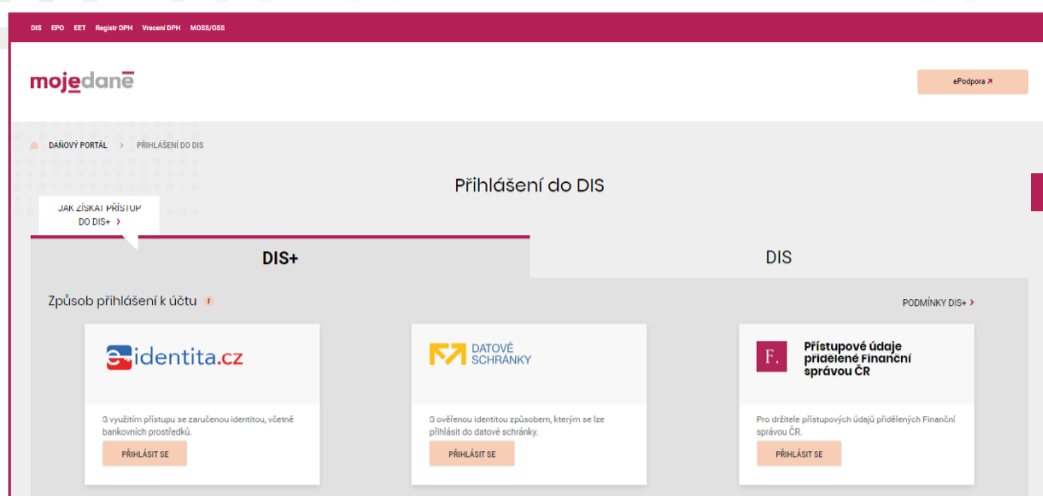 DIS EPO EET Registr DPH Vracení DPH MOSS/OSS
mojedaně
ePodpora
DAŇOVÝ PORTÁL > PŘIHLÁŠENÍ DO DIS
Přihlášení do DIS
JAK ZÍSKAT PŘÍSTUP
DO DIS+ >
DIS+
DIS
Způsob přihlášení k účtu i
PODMÍNKY DIS+ >
e-identita.cz
DATOVÉ
SCHRÁNKY
F.
Přístupové údaje
přidělené Finanční
správou ČR
S využitím přístupu se zaručenou identitou, včetně
bankovních prostředků.
S ověřenou identitou způsobem, kterým se lze
přihlásit do datové schránky.
Pro držitele přístupových údajů přidělených Finanční
správou ČR.
PŘIHLÁSIT SE
PŘIHLÁSIT SE
PŘIHLÁSIT SE